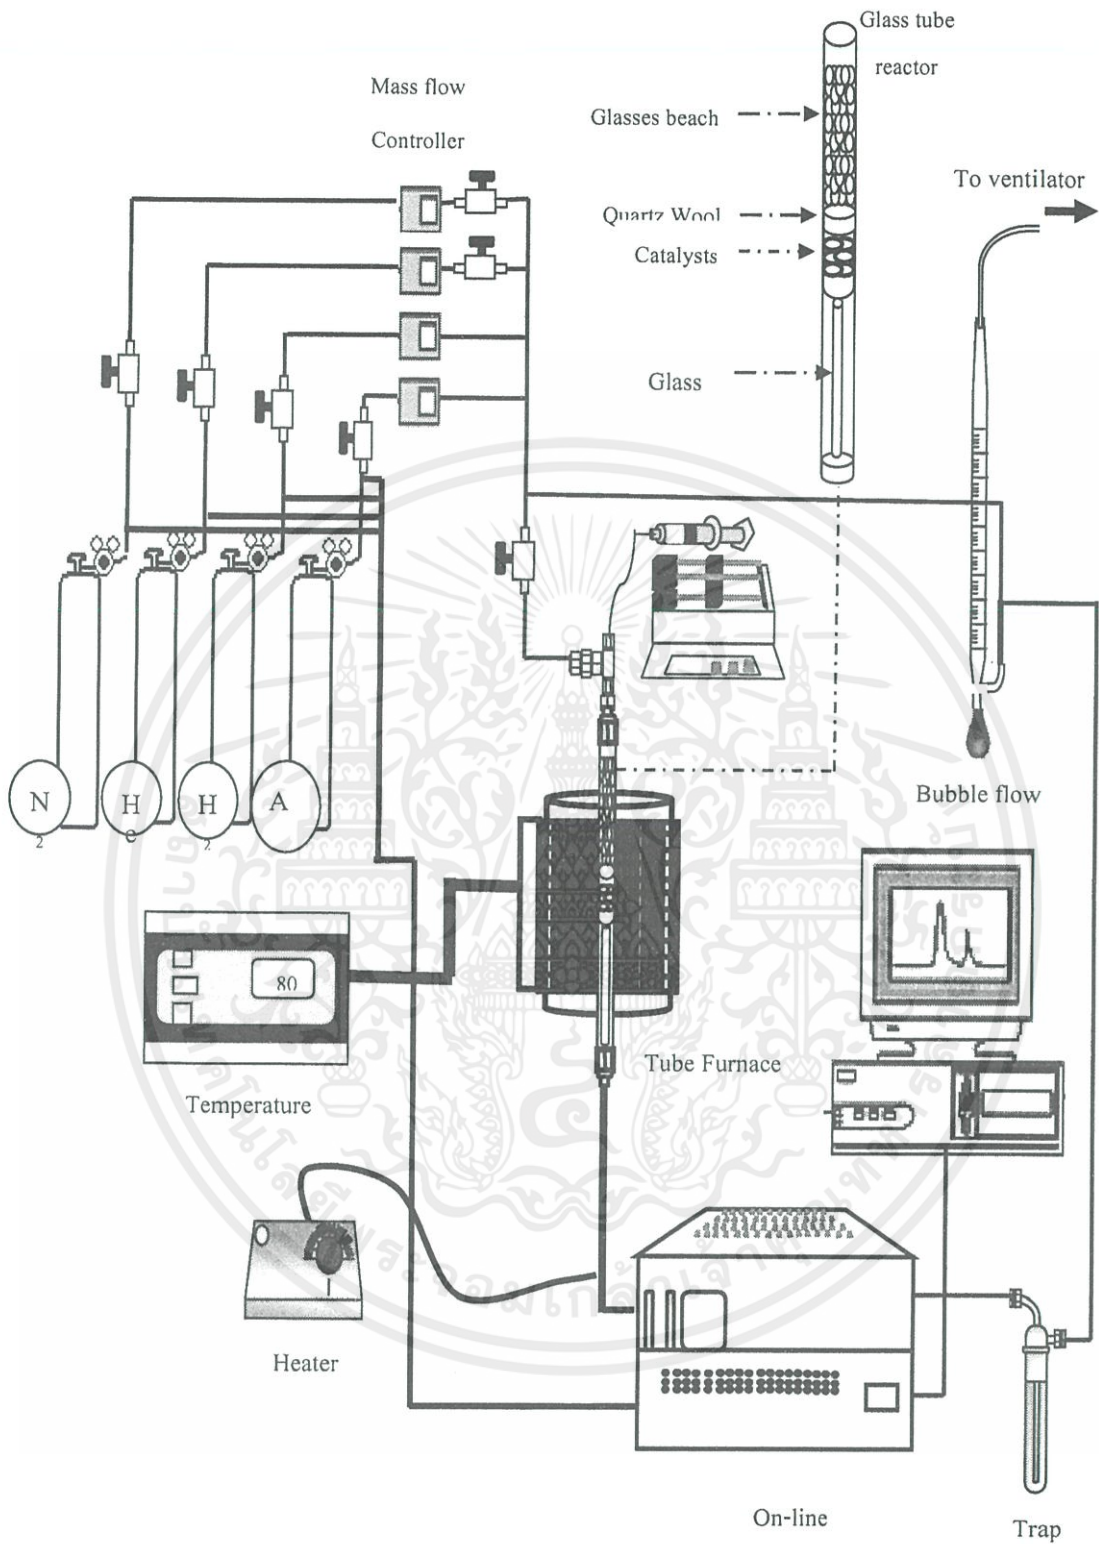 Glass tube
reactor
Mass flow
Controller
Glasses beach
To ventilator
Quartz Wool
Catalysts
Glass
N
2
H
e
H
2
A
Bubble flow
80
Tube Furnace
Temperature
Heater
On-line
Trap